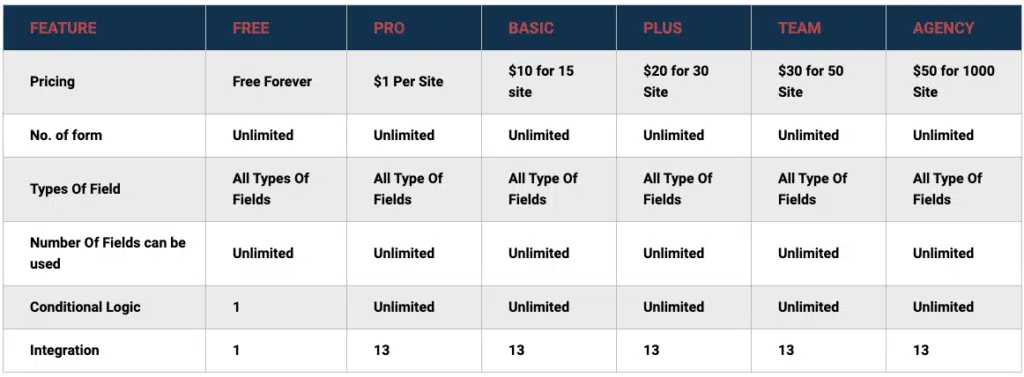 FEATURE FREE PRO BASIC PLUS TEAM AGENCY
Pricing Free Forever $1 Per Site $10 for 15 site $20 for 30 Site $30 for 50 Site $50 for 1000 Site
No. of form Unlimited Unlimited Unlimited Unlimited Unlimited Unlimited
Types Of Field All Types Of Fields All Type Of Fields All Type Of Fields All Type Of Fields All Type Of Fields All Type Of Fields
Number Of Fields can be used Unlimited Unlimited Unlimited Unlimited Unlimited Unlimited
Conditional Logic 1 Unlimited Unlimited Unlimited Unlimited Unlimited
Integration 1 13 13 13 13 13